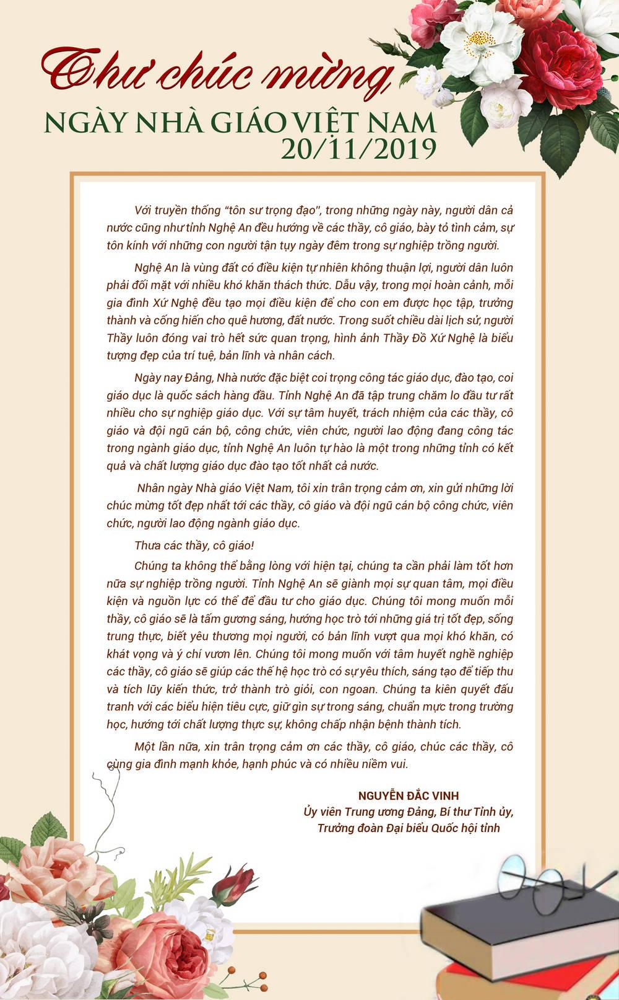 Thư chúc mừng
NGÀY NHÀ GIÁO VIỆT NAM
20/11/2019
Với truyền thống “tôn sư trọng đạo”, trong những ngày này, người dân cả
nước cũng như tỉnh Nghệ An đều hướng về các thầy, cô giáo, bày tỏ tình cảm, sự
tôn kính với những con người tận tụy ngày đêm trong sự nghiệp trồng người.
Nghệ An là vùng đất có điều kiện tự nhiên không thuận lợi, người dân luôn
phải đối mặt với nhiều khó khăn thách thức. Dẫu vậy, trong mọi hoàn cảnh, mỗi
gia đình Xứ Nghệ đều tạo mọi điều kiện để cho con em được học tập, trưởng
thành và cống hiến cho quê hương, đất nước. Trong suốt chiều dài lịch sử, người
Thầy luôn đóng vai trò hết sức quan trọng, hình ảnh Thầy Đồ Xứ Nghệ là biểu
tượng đẹp của trí tuệ, bản lĩnh và nhân cách.
Ngày nay Đảng, Nhà nước đặc biệt coi trọng công tác giáo dục, đào tạo, coi
giáo dục là quốc sách hàng đầu. Tỉnh Nghệ An đã tập trung chăm lo đầu tư rất
nhiều cho sự nghiệp giáo dục. Với sự tâm huyết, trách nhiệm của các thầy, cô
giáo và đội ngũ cán bộ, công chức, viên chức, người lao động đang công tác
trong ngành giáo dục, tỉnh Nghệ An luôn tự hào là một trong những tỉnh có kết
quả và chất lượng giáo dục đào tạo tốt nhất cả nước.
Nhân ngày Nhà giáo Việt Nam, tôi xin trân trọng cảm ơn, xin gửi những lời
chúc mừng tốt đẹp nhất tới các thầy, cô giáo và đội ngũ cán bộ công chức, viên
chức, người lao động ngành giáo dục.
Thưa các thầy, cô giáo!
Chúng ta không thể bằng lòng với hiện tại, chúng ta cần phải làm tốt hơn
nữa sự nghiệp trồng người. Tỉnh Nghệ An sẽ giành mọi sự quan tâm, mọi điều
kiện và nguồn lực có thể để đầu tư cho giáo dục. Chúng tôi mong muốn mỗi
thầy, cô giáo sẽ là tấm gương sáng, hướng học trò tới những giá trị tốt đẹp, sống
trung thực, biết yêu thương mọi người, có bản lĩnh vượt qua mọi khó khăn, có
khát vọng và ý chí vươn lên. Chúng tôi mong muốn với tâm huyết nghề nghiệp
các thầy, cô giáo sẽ giúp các thế hệ học trò có sự yêu thích, sáng tạo để tiếp thu
và tích lũy kiến thức, trở thành trò giỏi, con ngoan. Chúng ta kiên quyết đấu
tranh với các biểu hiện tiêu cực, giữ gìn sự trong sáng, chuẩn mực trong trường
học, hướng tới chất lượng thực sự, không chấp nhận bệnh thành tích.
Một lần nữa, xin trân trọng cảm ơn các thầy, cô giáo, chúc các thầy, cô
cùng gia đình mạnh khỏe, hạnh phúc và có nhiều niềm vui.
NGUYỄN ĐẮC VINH
Ủy viên Trung ương Đảng, Bí thư Tỉnh ủy,
Trưởng đoàn Đại biểu Quốc hội tỉnh